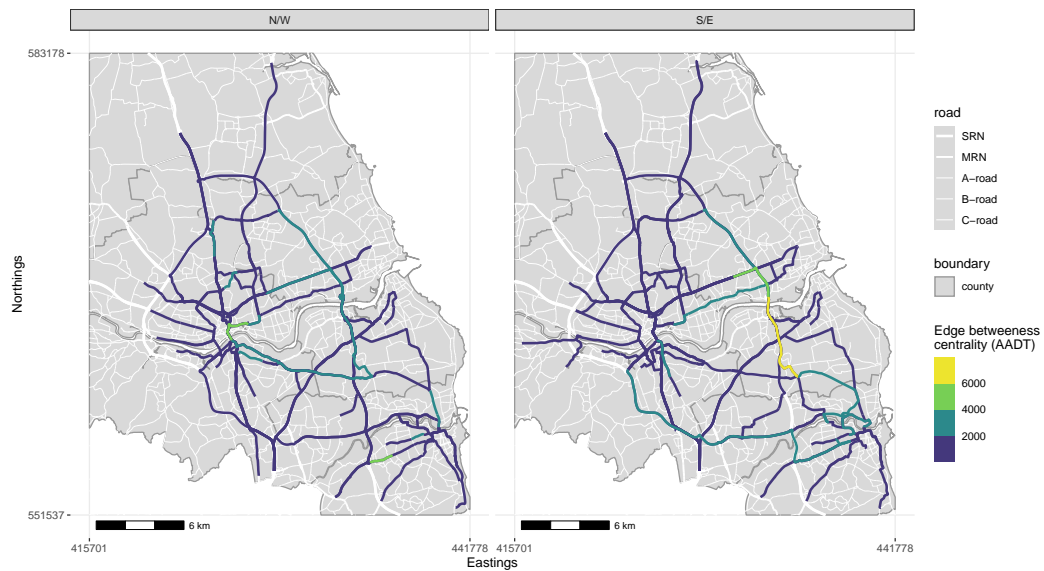 N/W
S/E
583178
551537
Northings
6 km
6 km
415701
441778
415701
441778
Eastings
road
SRN
MRN
A−road
B−road
C−road
boundary
county
Edge betweeness
centrality (AADT)
6000
4000
2000